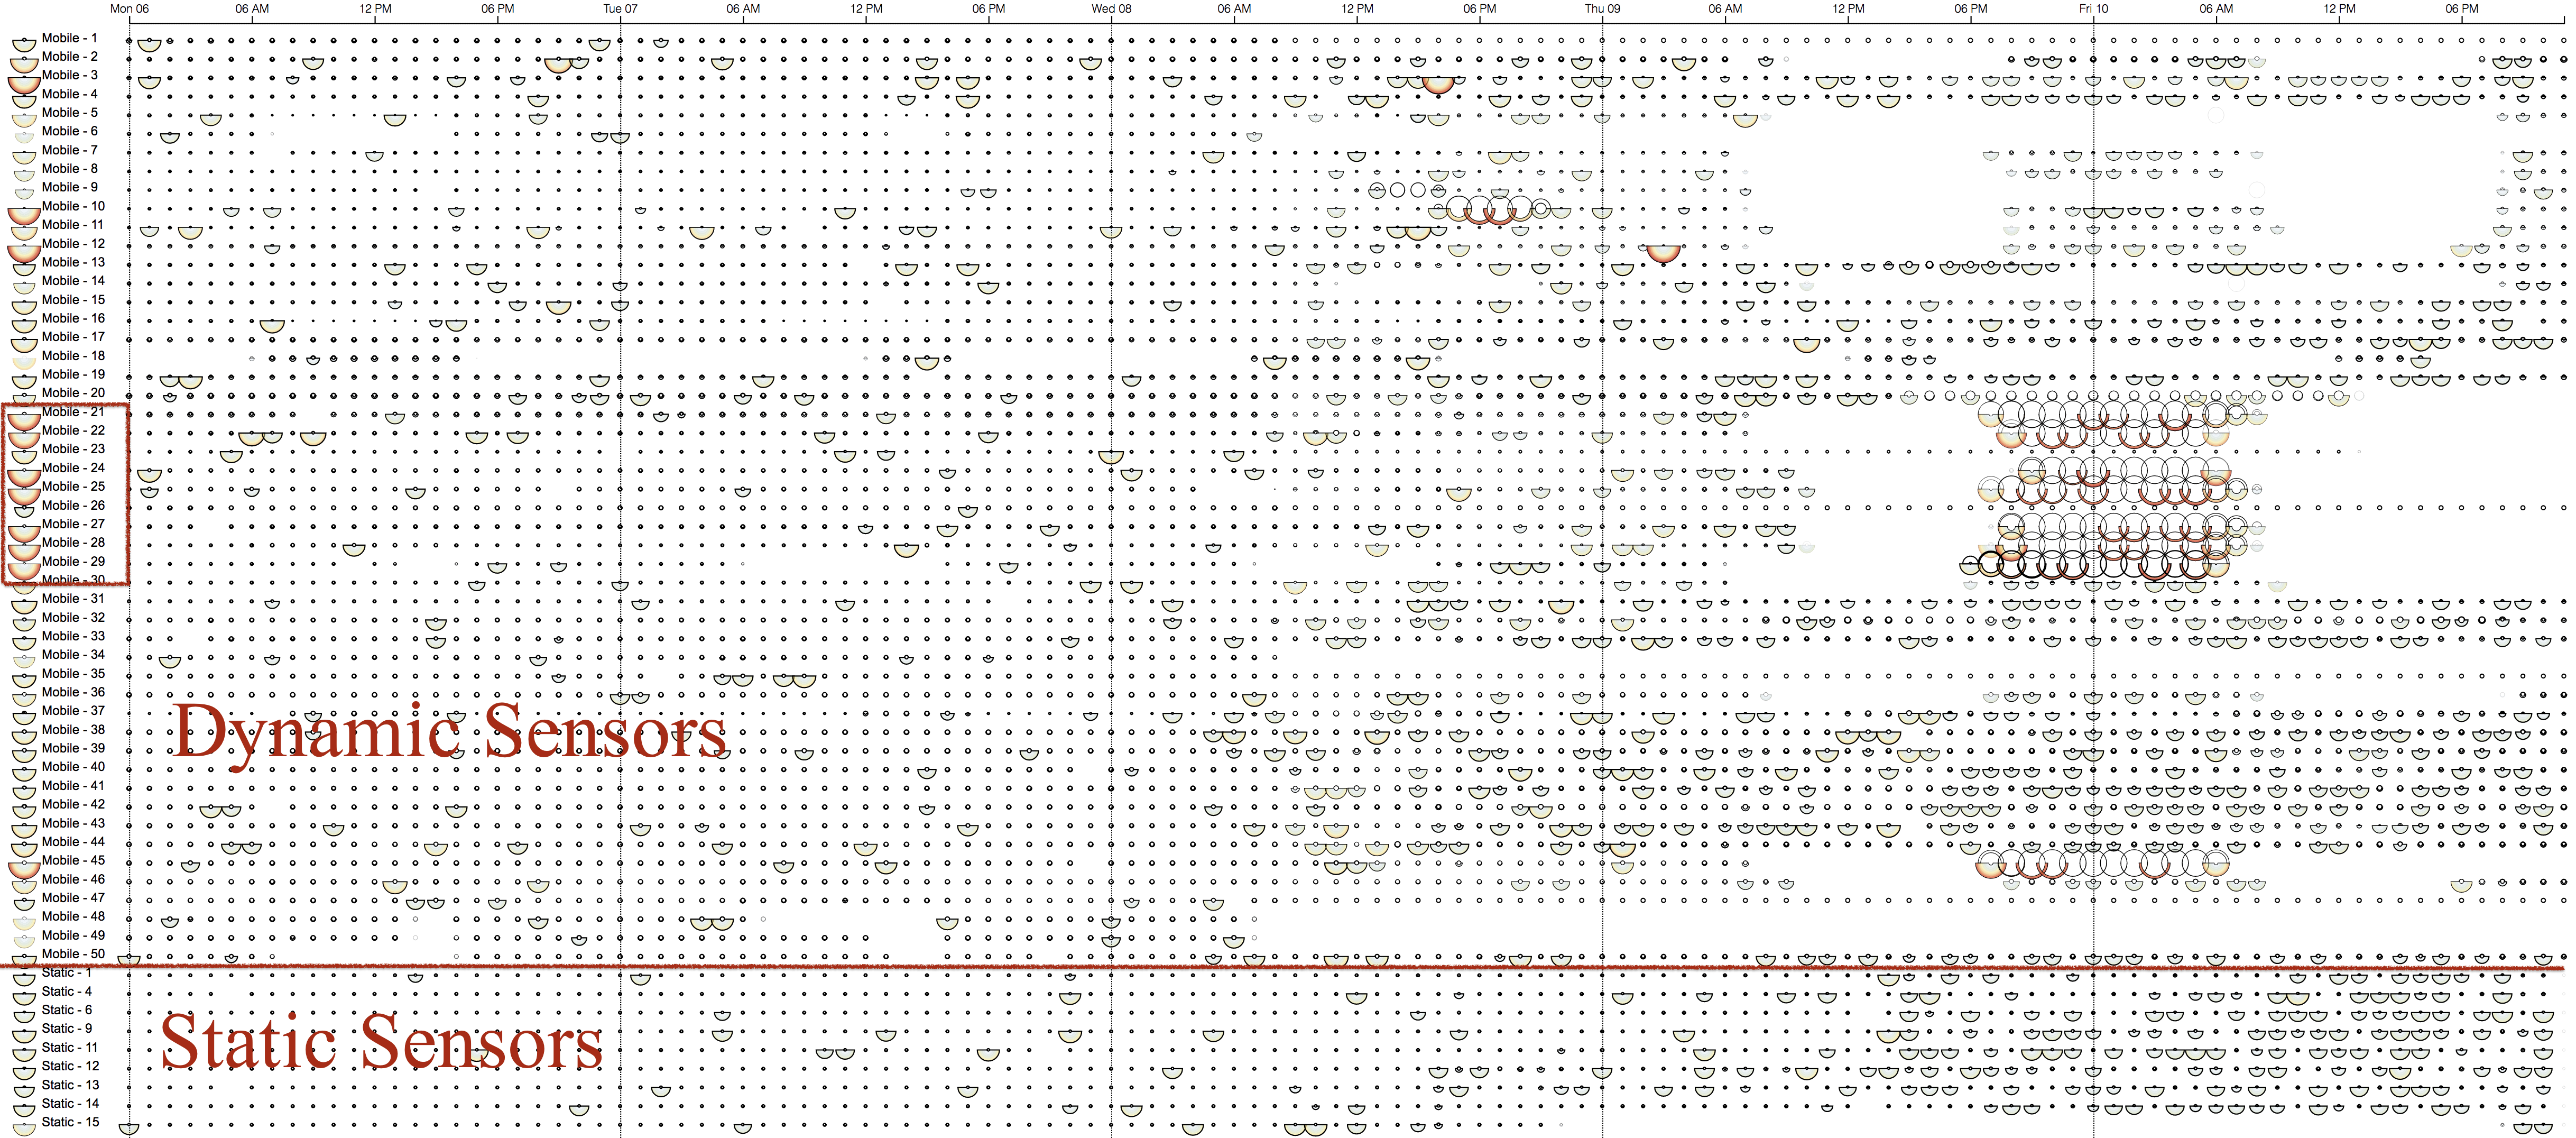 Mon 06 06 AM 12 PM 06 PM Tue 07 06 AM 12 PM 06 PM Wed 08 06 AM 12 PM 06 PM Thu 09 06 AM 12 PM 06 PM Fri 10 06 AM 12 PM 06 PM
Mobile - 1
Mobile - 2
Mobile - 3
Mobile - 4
Mobile - 5
Mobile - 6
Mobile - 7
Mobile - 8
Mobile - 9
Mobile - 10
Mobile - 11
Mobile - 12
Mobile - 13
Mobile - 14
Mobile - 15
Mobile - 16
Mobile - 17
Mobile - 18
Mobile - 19
Mobile - 20
Mobile - 21
Mobile - 22
Mobile - 23
Mobile - 24
Mobile - 25
Mobile - 26
Mobile - 27
Mobile - 28
Mobile - 29
Mobile - 30
Mobile - 31
Mobile - 32
Mobile - 33
Mobile - 34
Mobile - 35
Mobile - 36
Mobile - 37
Dynamic Sensors
Mobile - 38
Mobile - 39
Mobile - 40
Mobile - 41
Mobile - 42
Mobile - 43
Mobile - 44
Mobile - 45
Mobile - 46
Mobile - 47
Mobile - 48
Mobile - 49
Mobile - 50
Static - 1
Static - 4
Static - 6
Static - 9
Static Sensors
Static - 11
Static - 12
Static - 13
Static - 14
Static - 15